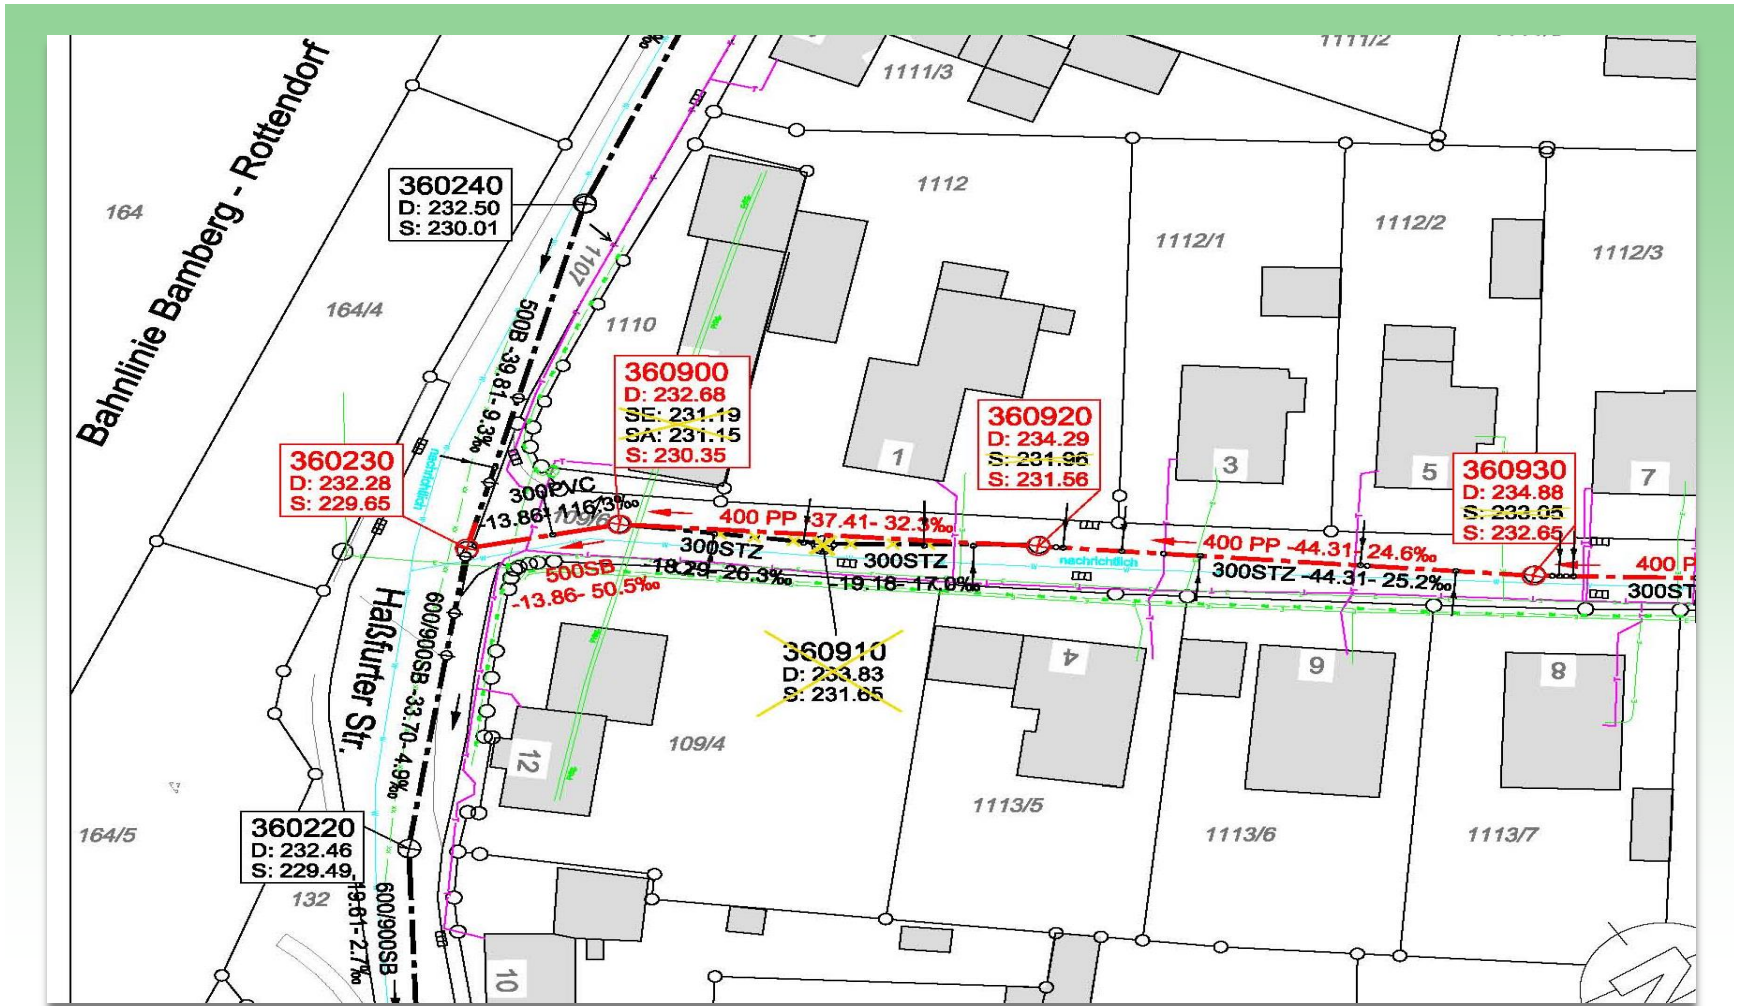 1111/2
1111/3
Bahnlinie Bamberg - Rottendorf
164
360240
D: 232.50
S: 230.01
1112
1112/1
1112/2
1112/3
1107
164/4
1110
500B -39.81- 9.3‰
360900
D: 232.68
SE: 231.19
SA: 231.15
S: 230.35
360920
D: 234.29
S: 231.96
S: 231.56
360230
D: 232.28
S: 229.65
nachrichtlich
1
3
5
7
360930
D: 234.88
S: 233.05
S: 232.65
300PVC
-13.86- 116.3‰
109/6
400 PP -37.41- 32.3‰
300STZ
-18.29- 26.3‰
300STZ
-19.18- 17.0‰
nachrichtlich
400 PP -44.31- 24.6‰
300STZ -44.31- 25.2‰
400 P
300ST
500SB
-13.86- 50.5‰
Haßfurter Str.
600/900SB -33.70- 4.9‰
360910
D: 233.83
S: 231.65
4
6
8
12
109/4
1113/5
1113/6
1113/7
164/5
360220
D: 232.46
S: 229.49
132
600/900SB
-19.61- 2.7‰
10